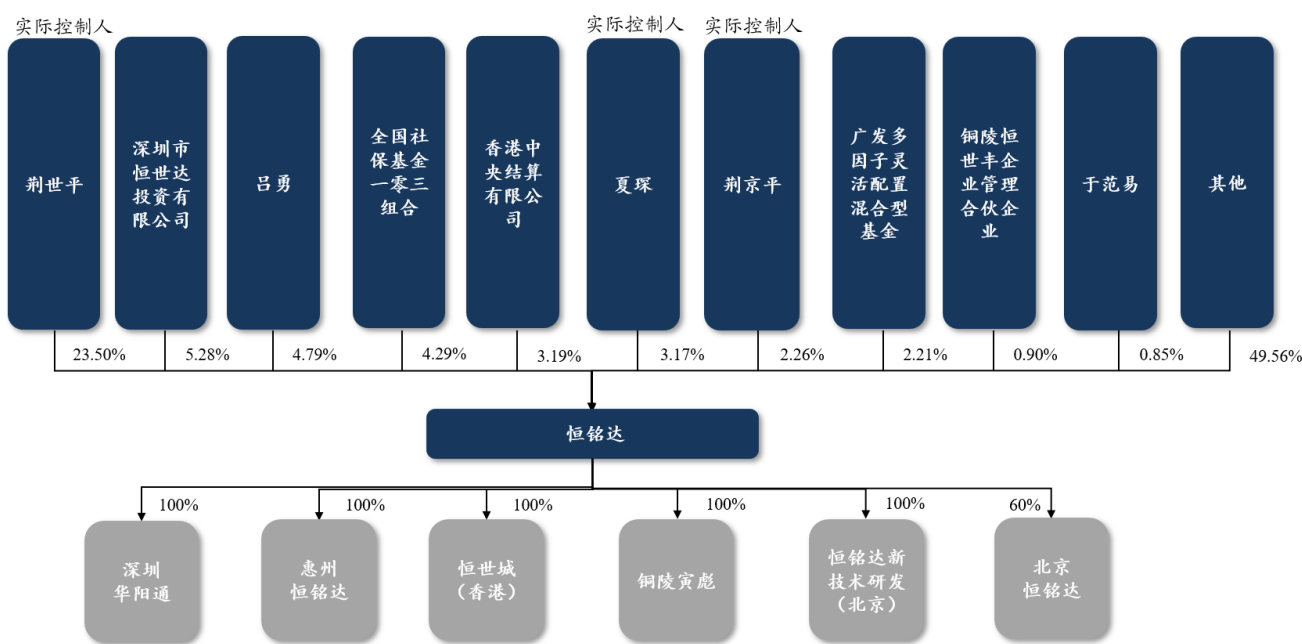 实际控制人
实际控制人
实际控制人
荆世平
深圳市
恒世达
投资有
限公司
吕勇
全国社
保基金
一零三
组合
香港中
央结算
有限公
司
夏琛
荆京平
广发多
因子灵
活配置
混合型
基金
铜陵恒
世丰企
业管理
合伙企
业
于范易
其他
23.50%
5.28%
4.79%
4.29%
3.19%
3.17%
2.26%
2.21%
0.90%
0.85%
49.56%
恒铭达
100%
100%
100%
100%
100%
60%
深圳
华阳通
惠州
恒铭达
恒世城
（香港）
铜陵寅彪
恒铭达新
技术研发
（北京）
北京
恒铭达